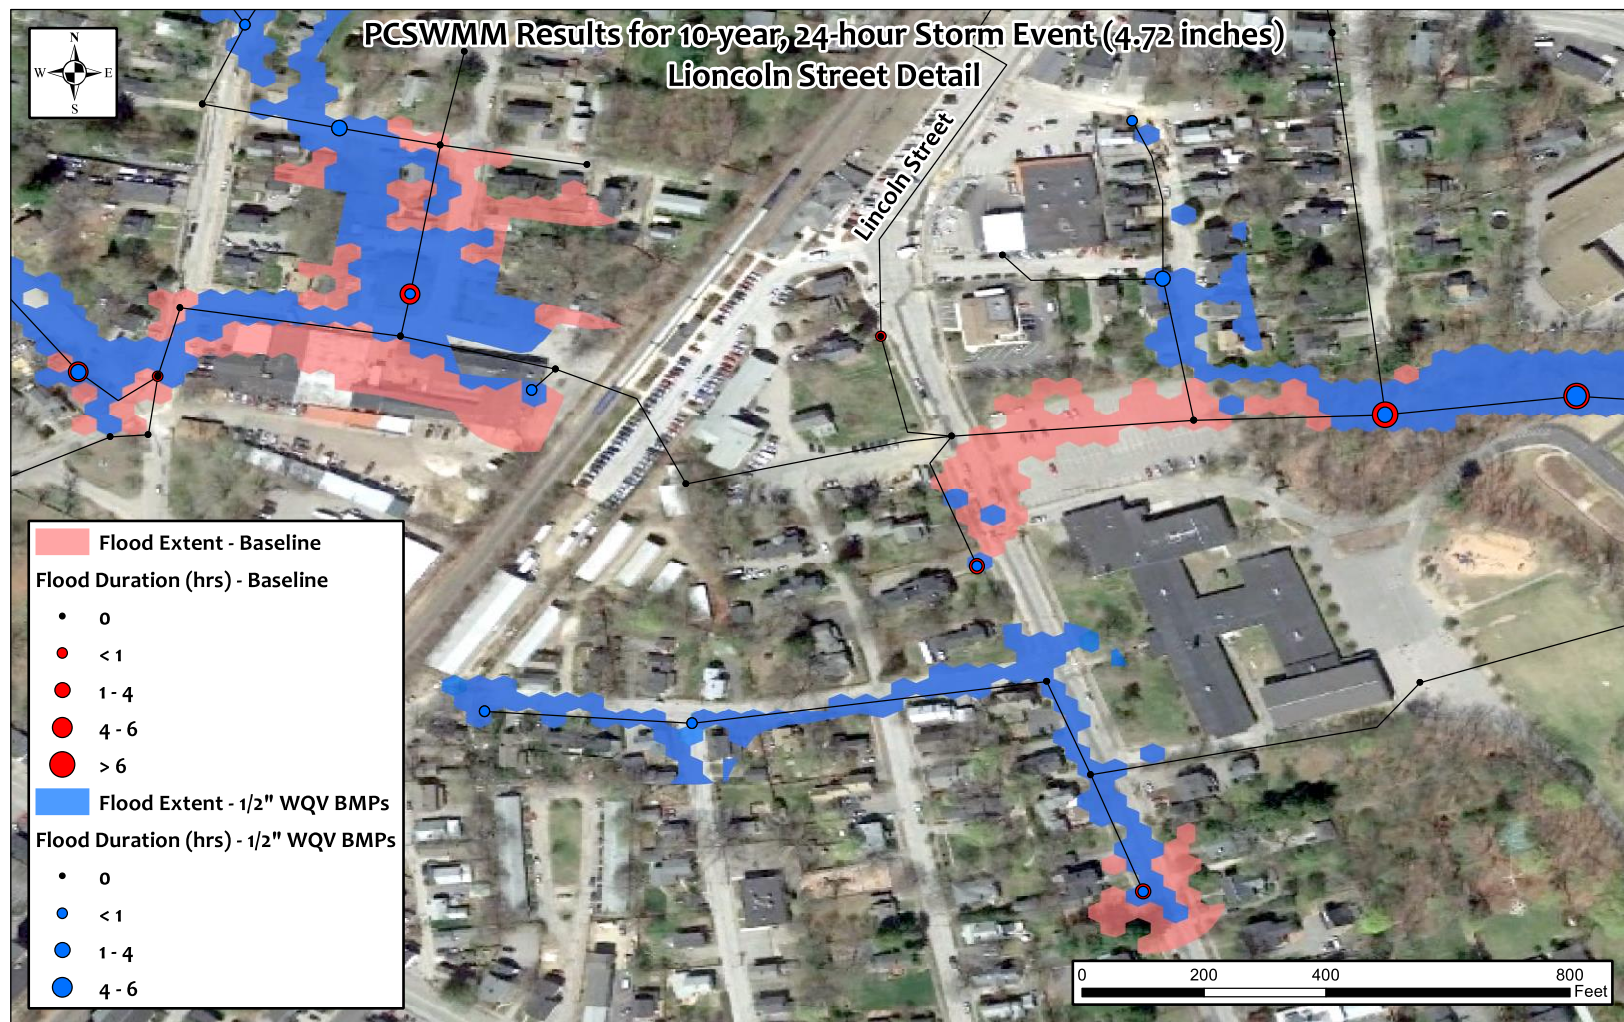 PCSWMM Results for 10-year, 24-hour Storm Event (4.72 inches)
Lioncoln Street Detail
N
W E
S
Lincoln Street
Flood Extent - Baseline
Flood Duration (hrs) - Baseline
0
< 1
1 - 4
4 - 6
> 6
Flood Extent - 1/2" WQV BMPs
Flood Duration (hrs) - 1/2" WQV BMPs
0
< 1
1 - 4
4 - 6
0 200 400 800
Feet